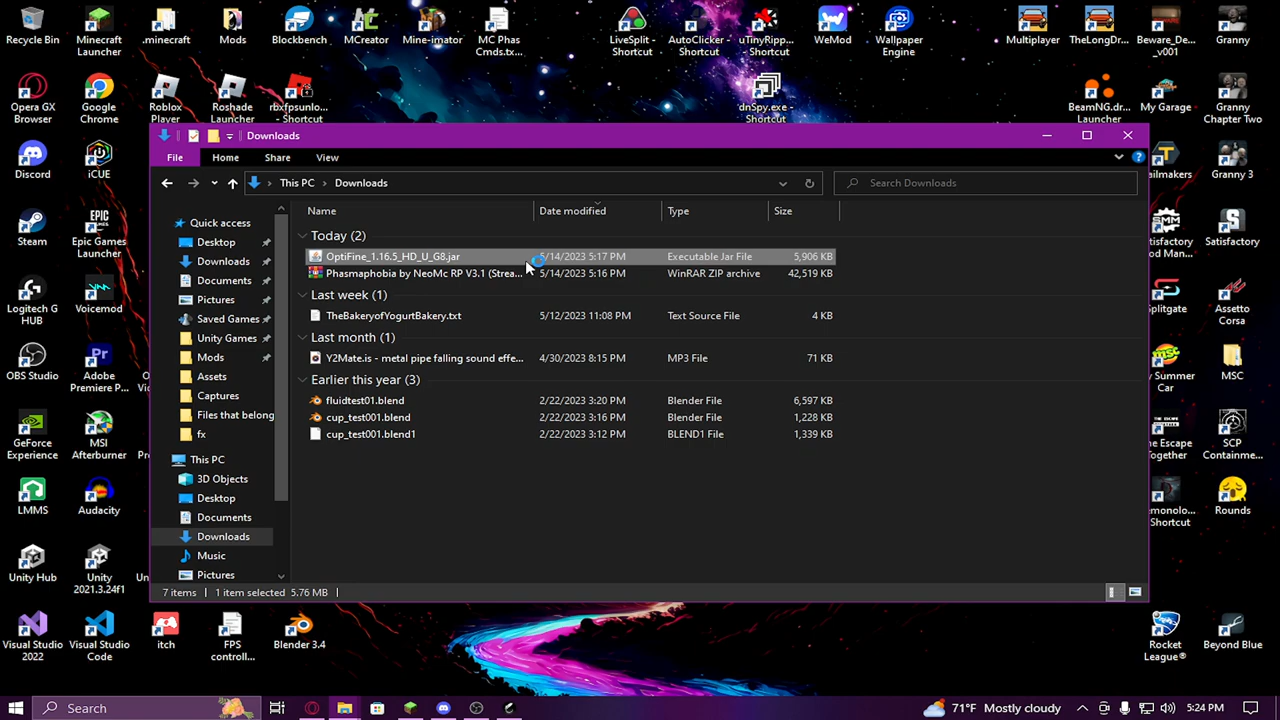 Recycle Bin
Minecraft Launcher
.minecraft
Mods
Blockbench
MCreator
Mine-imator
MC Phas Cmds.tx...
LiveSplit - Shortcut
AutoClicker - Shortcut
uTinyRipp... - Shortcut
WeMod
Wallpaper Engine
Multiplayer
TheLongDr...
Beware_De... _v001
Granny
Opera GX Browser
Google Chrome
Roblox Player
Roshade Launcher
rbxfpsunlo... - Shortcut
dnSpy.exe - Shortcut
BeamNG.dr... Launcher
My Garage
Granny Chapter Two
Downloads
File
Home
Share
View
This PC
Downloads
Search Downloads
Name
Date modified
Type
Size
Today (2)
OptiFine_1.16.5_HD_U_G8.jar
5/14/2023 5:17 PM
Executable Jar File
5,906 KB
Phasmaphobia by NeoMc RP V3.1 (Strea...
5/14/2023 5:16 PM
WinRAR ZIP archive
42,519 KB
Last week (1)
TheBakeryofYogurtBakery.txt
5/12/2023 11:08 PM
Text Source File
4 KB
Last month (1)
Y2Mate.is - metal pipe falling sound effe...
4/30/2023 8:15 PM
MP3 File
71 KB
Earlier this year (3)
fluidtest01.blend
2/22/2023 3:20 PM
Blender File
6,597 KB
cup_test001.blend
2/22/2023 3:16 PM
Blender File
1,228 KB
cup_test001.blend1
2/22/2023 3:12 PM
BLEND1 File
1,339 KB
Quick access
Desktop
Downloads
Documents
Pictures
Saved Games
Unity Games
Mods
Assets
Captures
Files that belong
fx
This PC
3D Objects
Desktop
Documents
Downloads
Music
Pictures
7 items
1 item selected 5.76 MB
Discord
iCUE
Granny 3
Steam
Epic Games Launcher
Satisfactory
Logitech G HUB
Voicemod
Splitgate
Assetto Corsa
OBS Studio
Adobe Premiere P...
MSC
GeForce Experience
MSI Afterburner
SCP Containme...
LMMS
Audacity
Shortcut
Rounds
Unity Hub
Unity 2021.3.24f1
Visual Studio 2022
Visual Studio Code
itch
FPS controll...
Blender 3.4
Rocket League®
Beyond Blue
Search
71°F Mostly cloudy
5:24 PM